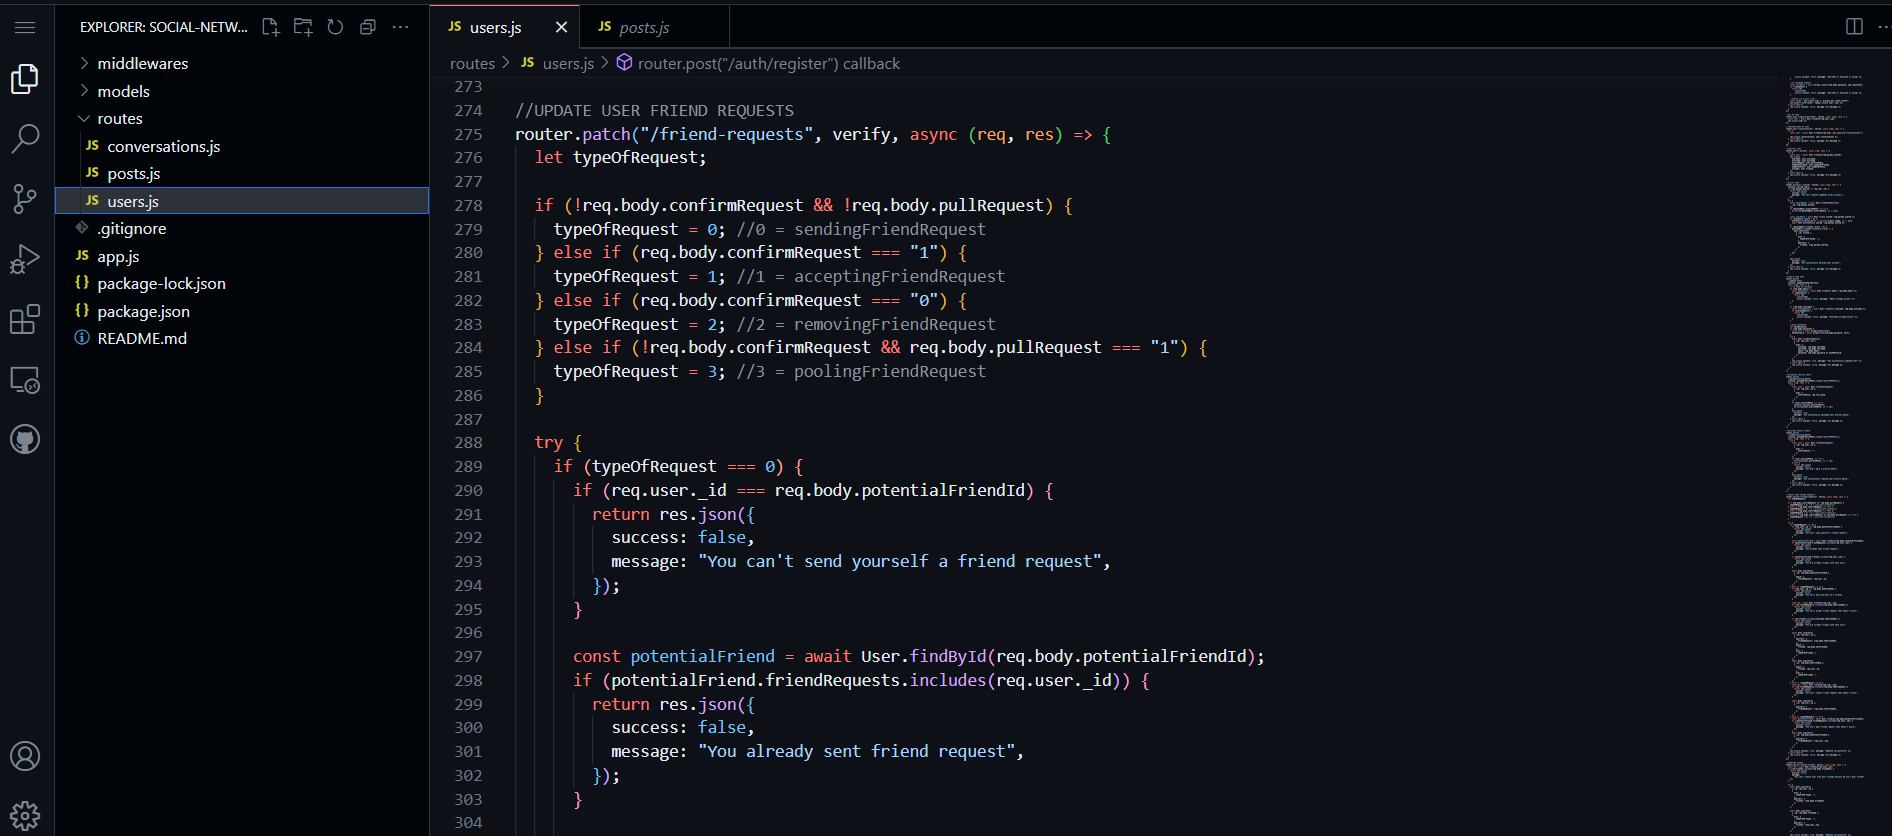 EXPLORER: SOCIAL-NETW...
middlewares
models
routes
JS conversations.js
JS posts.js
JS users.js
.gitignore
JS app.js
{} package-lock.json
{} package.json
README.md
JS users.js
JS posts.js
routes > JS users.js > router.post("/auth/register") callback
273
274 //UPDATE USER FRIEND REQUESTS
275 router.patch("/friend-requests", verify, async (req, res) => {
276 let typeOfRequest;
277
278 if (!req.body.confirmRequest && !req.body.pullRequest) {
279 typeOfRequest = 0; //0 = sendingFriendRequest
280 } else if (req.body.confirmRequest === "1") {
281 typeOfRequest = 1; //1 = acceptingFriendRequest
282 } else if (req.body.confirmRequest === "0") {
283 typeOfRequest = 2; //2 = removingFriendRequest
284 } else if (!req.body.confirmRequest && req.body.pullRequest === "1") {
285 typeOfRequest = 3; //3 = poolingFriendRequest
286 }
287
288 try {
289 if (typeOfRequest === 0) {
290 if (req.user._id === req.body.potentialFriendId) {
291 return res.json({
292 success: false,
293 message: "You can't send yourself a friend request",
294 });
295 }
296
297 const potentialFriend = await User.findById(req.body.potentialFriendId);
298 if (potentialFriend.friendRequests.includes(req.user._id)) {
299 return res.json({
300 success: false,
301 message: "You already sent friend request",
302 });
303 }
304